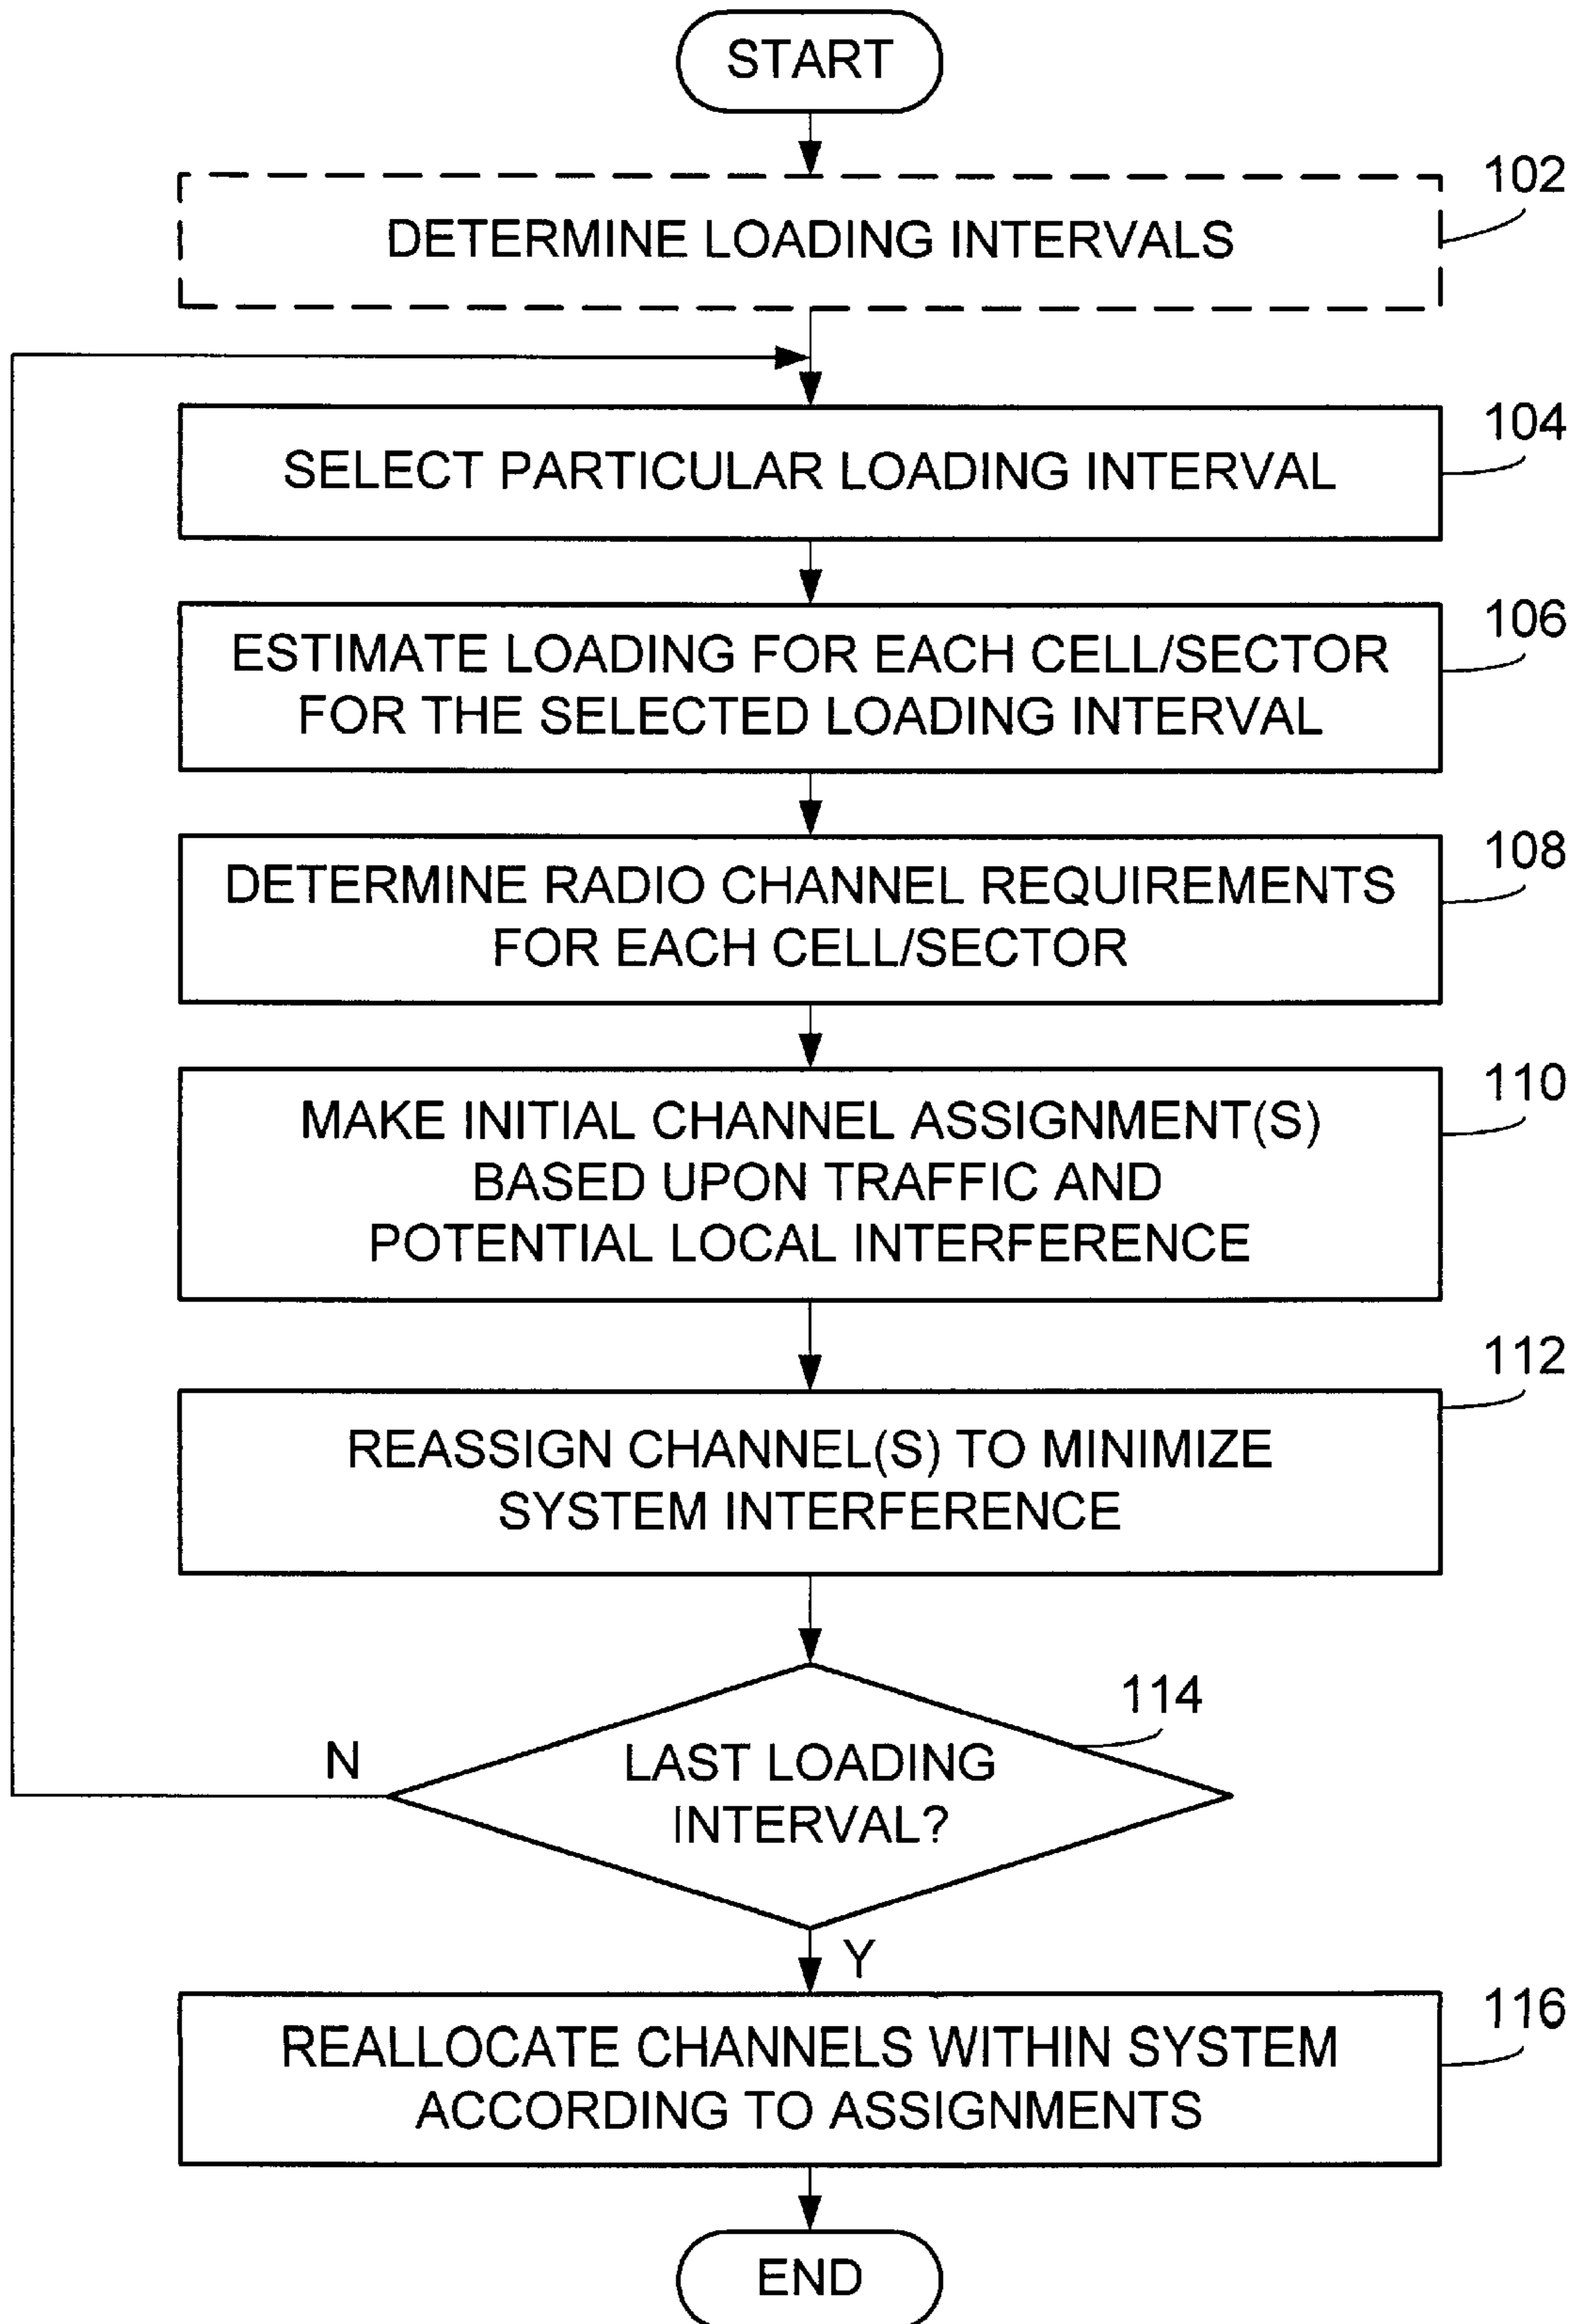 START
102
DETERMINE LOADING INTERVALS
104
SELECT PARTICULAR LOADING INTERVAL
106
ESTIMATE LOADING FOR EACH CELL/SECTOR
FOR THE SELECTED LOADING INTERVAL
108
DETERMINE RADIO CHANNEL REQUIREMENTS
FOR EACH CELL/SECTOR
110
MAKE INITIAL CHANNEL ASSIGNMENT(S)
BASED UPON TRAFFIC AND
POTENTIAL LOCAL INTERFERENCE
112
REASSIGN CHANNEL(S) TO MINIMIZE
SYSTEM INTERFERENCE
114
N
LAST LOADING
INTERVAL?
Y
116
REALLOCATE CHANNELS WITHIN SYSTEM
ACCORDING TO ASSIGNMENTS
END